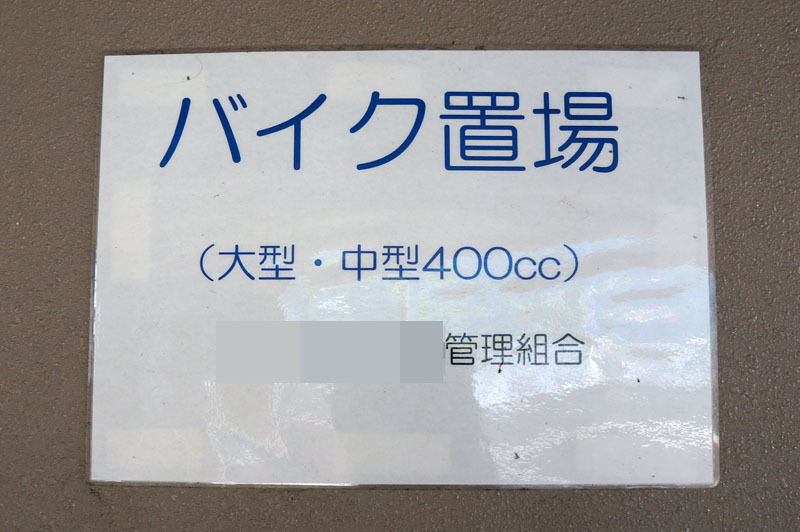 バイク置場
（大型・中型400cc）
管理組合